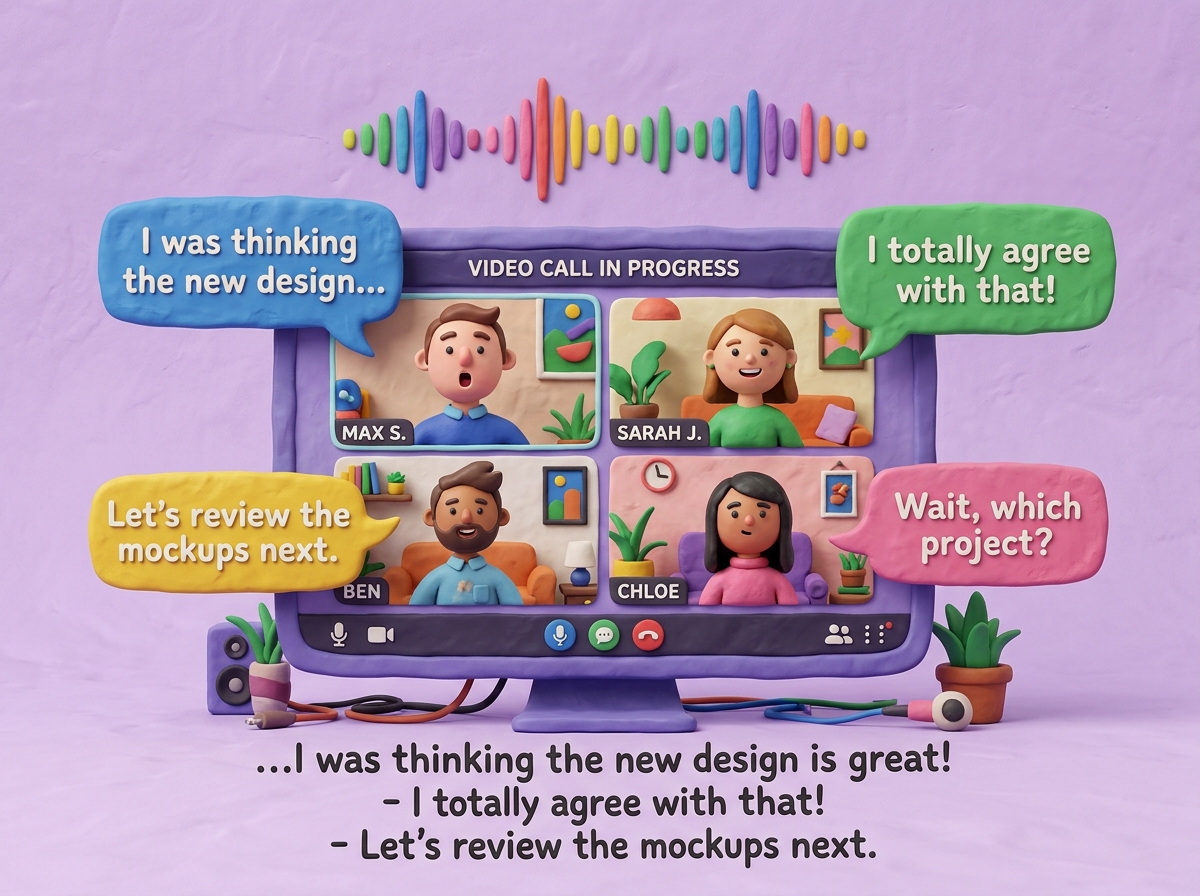 I was thinking
the new design...
I totally agree
with that!
VIDEO CALL IN PROGRESS
MAX S.
SARAH J.
Let's review the
mockups next.
Wait, which
project?
BEN
CHLOE
...I was thinking the new design is great!
- I totally agree with that!
- Let's review the mockups next.